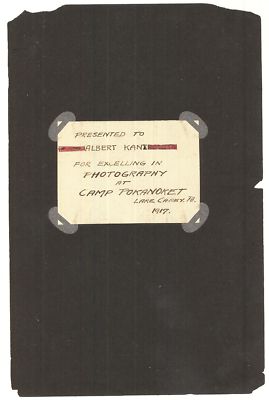 PRESENTED TO
ALBERT KANT
FOR EXCELLING IN
PHOTOGRAPHY
AT
CAMP POKANOKET
LAKE CAREY, PA.
1917.